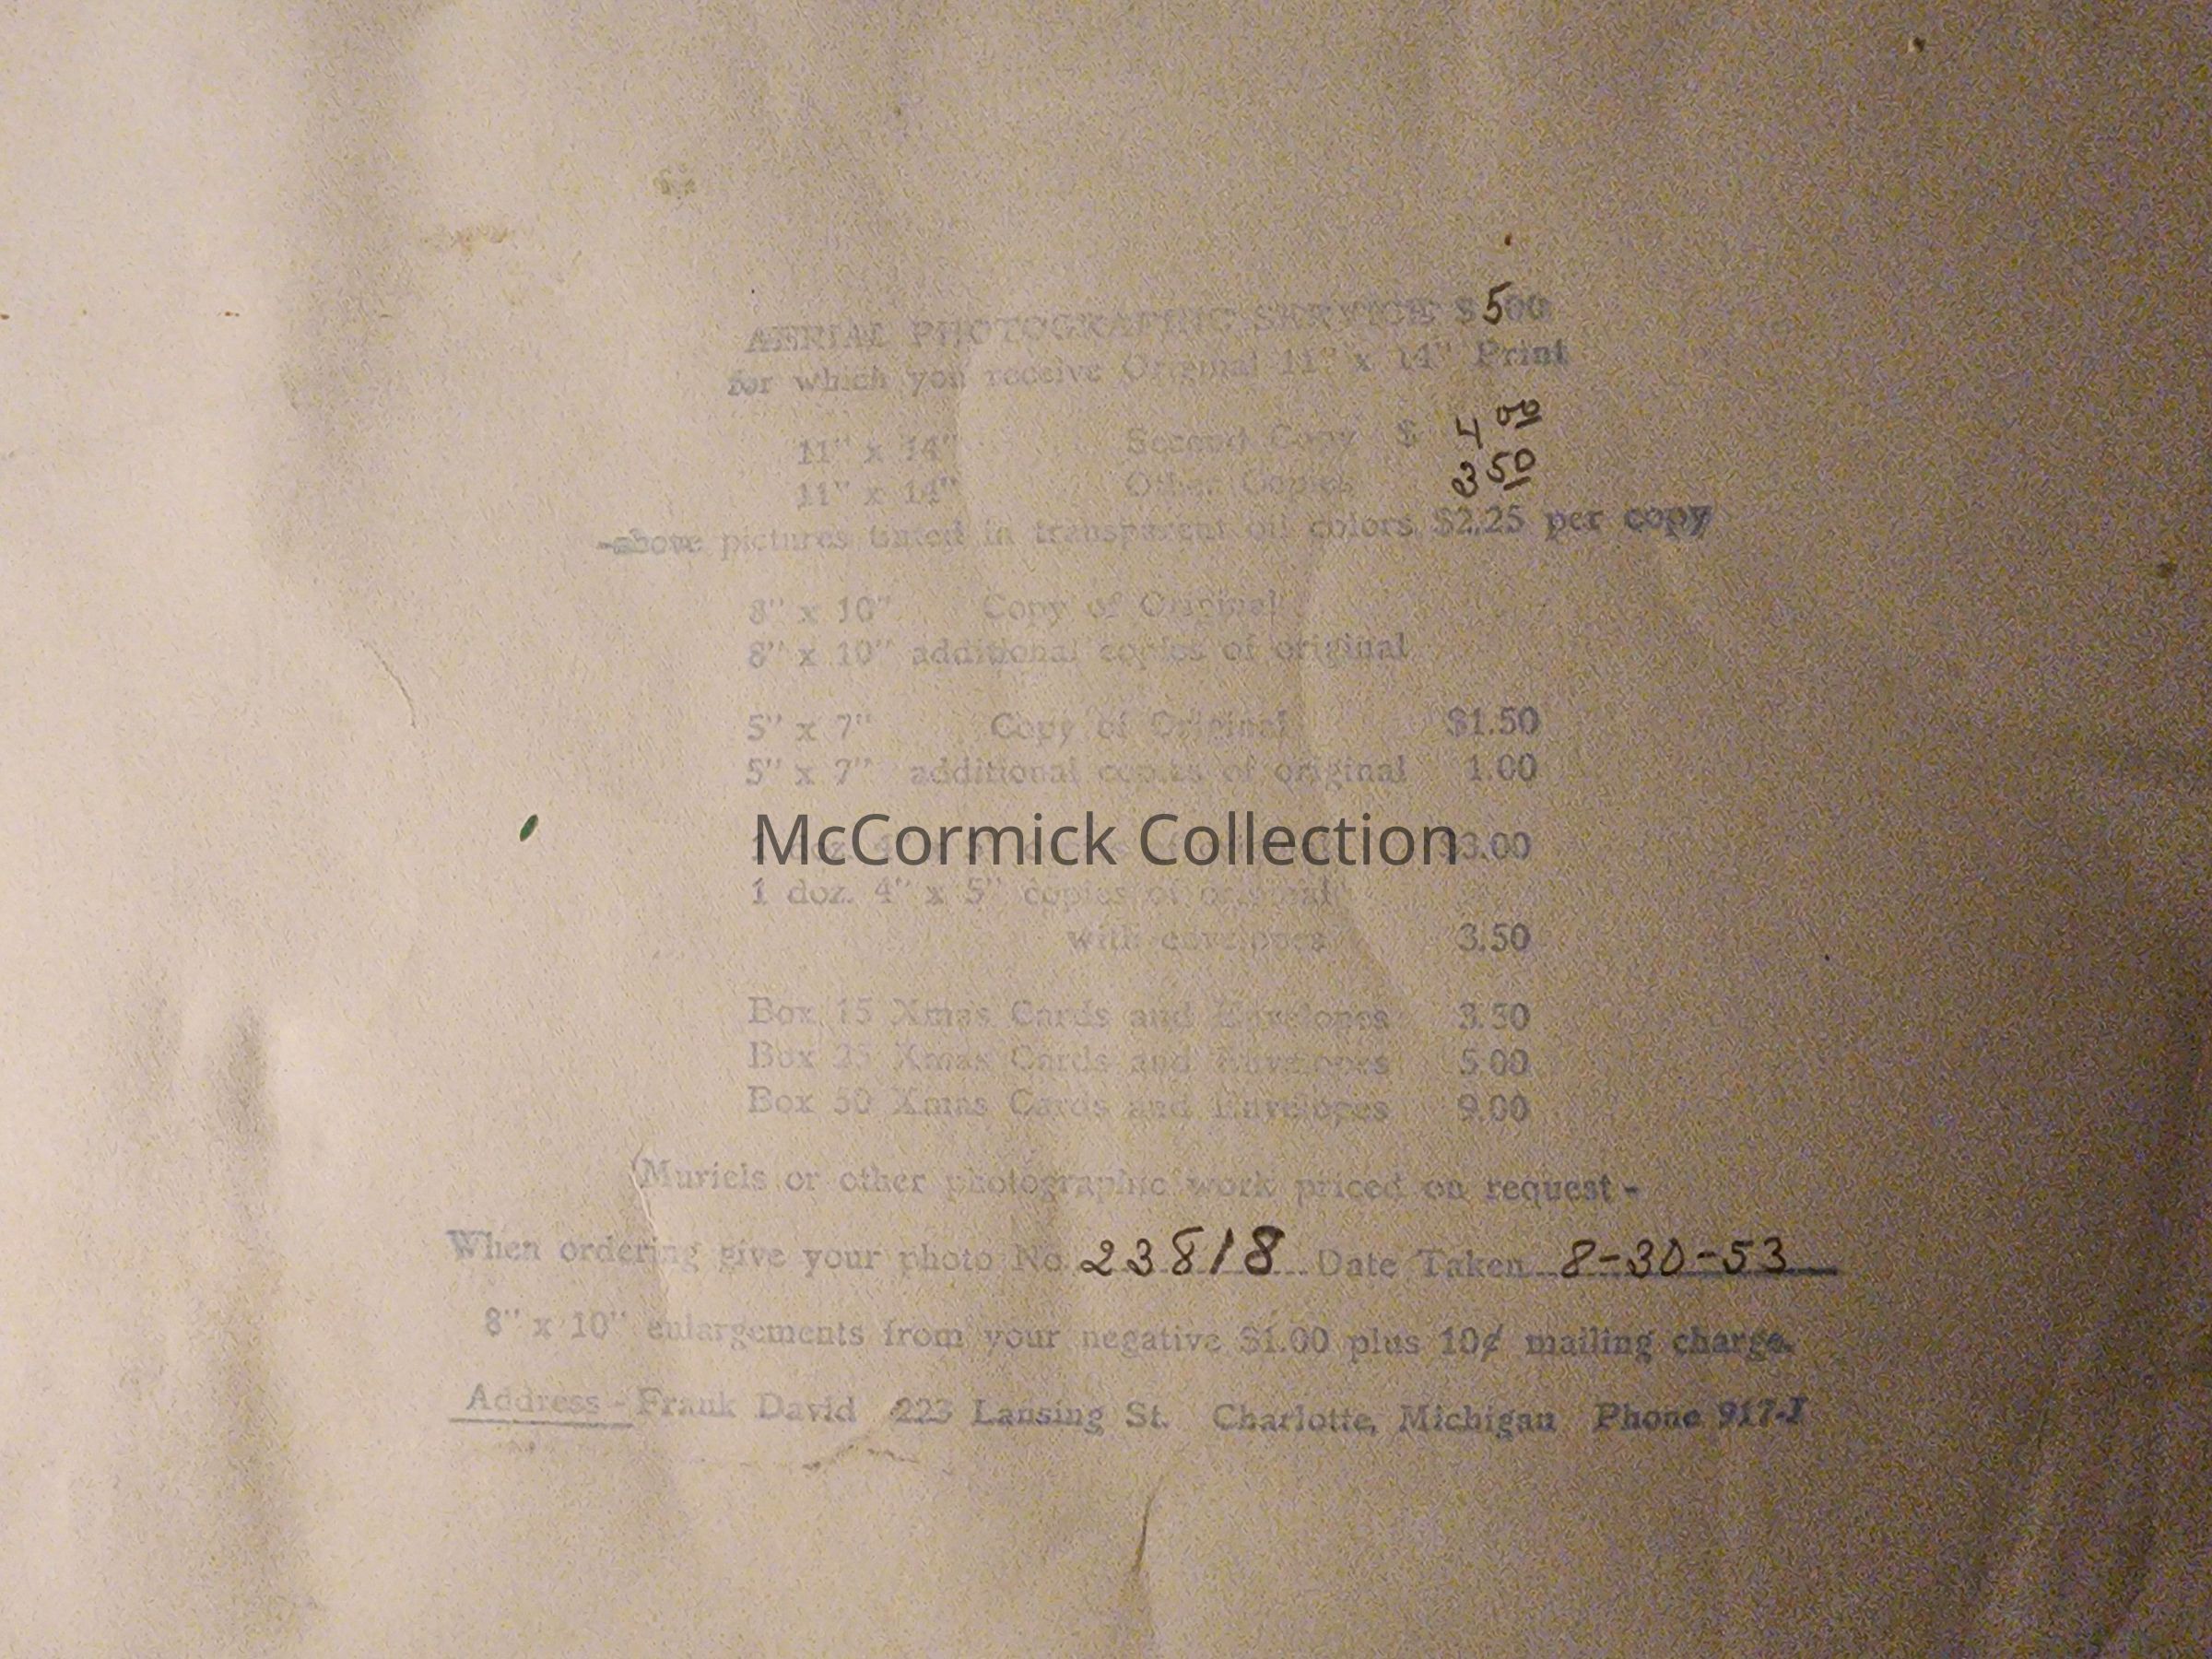 AERIAL PHOTOGRAPHIC SERVICE $500
for which you receive Original 11" x 14" Print
11" x 14" Second Copy $ 4 00
11" x 14" Other Copies 3 50
-above pictures tinted in transparent oil colors $2.25 per copy
8" x 10" Copy of Original
8" x 10" additional copies of original
5" x 7" Copy of Original $1.50
5" x 7" additional copies of original 1.00
McCormick Collection
3.00
1 doz. 4" x 5" copies of original
with envelopes 3.50
Box 15 Xmas Cards and Envelopes 3.50
Box 25 Xmas Cards and Envelopes 5.00
Box 50 Xmas Cards and Envelopes 9.00
(Muriels or other photographic work priced on request -
When ordering give your photo No. 23818 Date Taken 8-30-53
8" x 10" enlargements from your negative $1.00 plus 10¢ mailing charge.
Address - Frank David 223 Lansing St. Charlotte, Michigan Phone 917-J